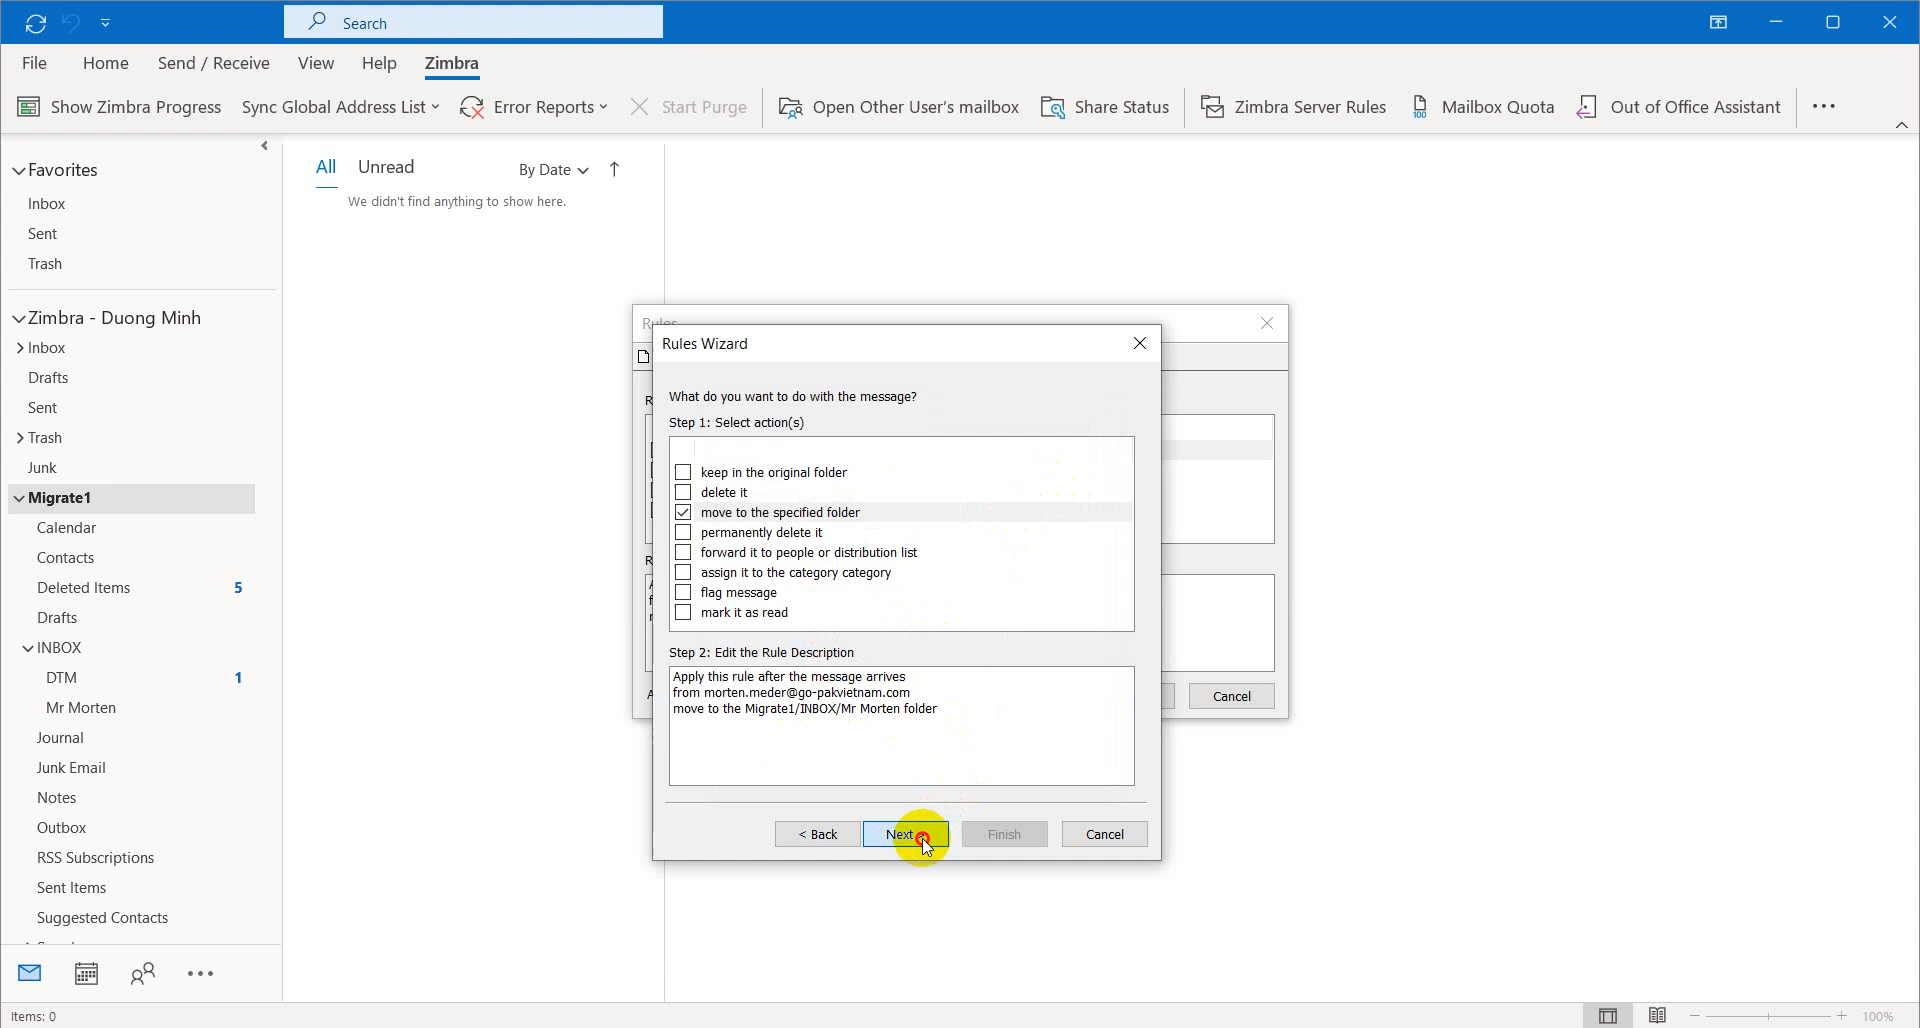 Search
File Home Send / Receive View Help Zimbra
Show Zimbra Progress Sync Global Address List Error Reports Start Purge Open Other User's mailbox Share Status Zimbra Server Rules 100 Mailbox Quota Out of Office Assistant
Favorites
Inbox
Sent
Trash
Zimbra - Duong Minh
Inbox
Drafts
Sent
Trash
Junk
Migrate1
Calendar
Contacts
Deleted Items 5
Drafts
INBOX
DTM 1
Mr Morten
Journal
Junk Email
Notes
Outbox
RSS Subscriptions
Sent Items
Suggested Contacts
All Unread By Date
We didn't find anything to show here.
Rules
Cancel
Rules Wizard
What do you want to do with the message?
Step 1: Select action(s)
keep in the original folder
delete it
move to the specified folder
permanently delete it
forward it to people or distribution list
assign it to the category category
flag message
mark it as read
Step 2: Edit the Rule Description
Apply this rule after the message arrives
from morten.meder@go-pakvietnam.com
move to the Migrate1/INBOX/Mr Morten folder
< Back Next Finish Cancel
Items: 0 100%